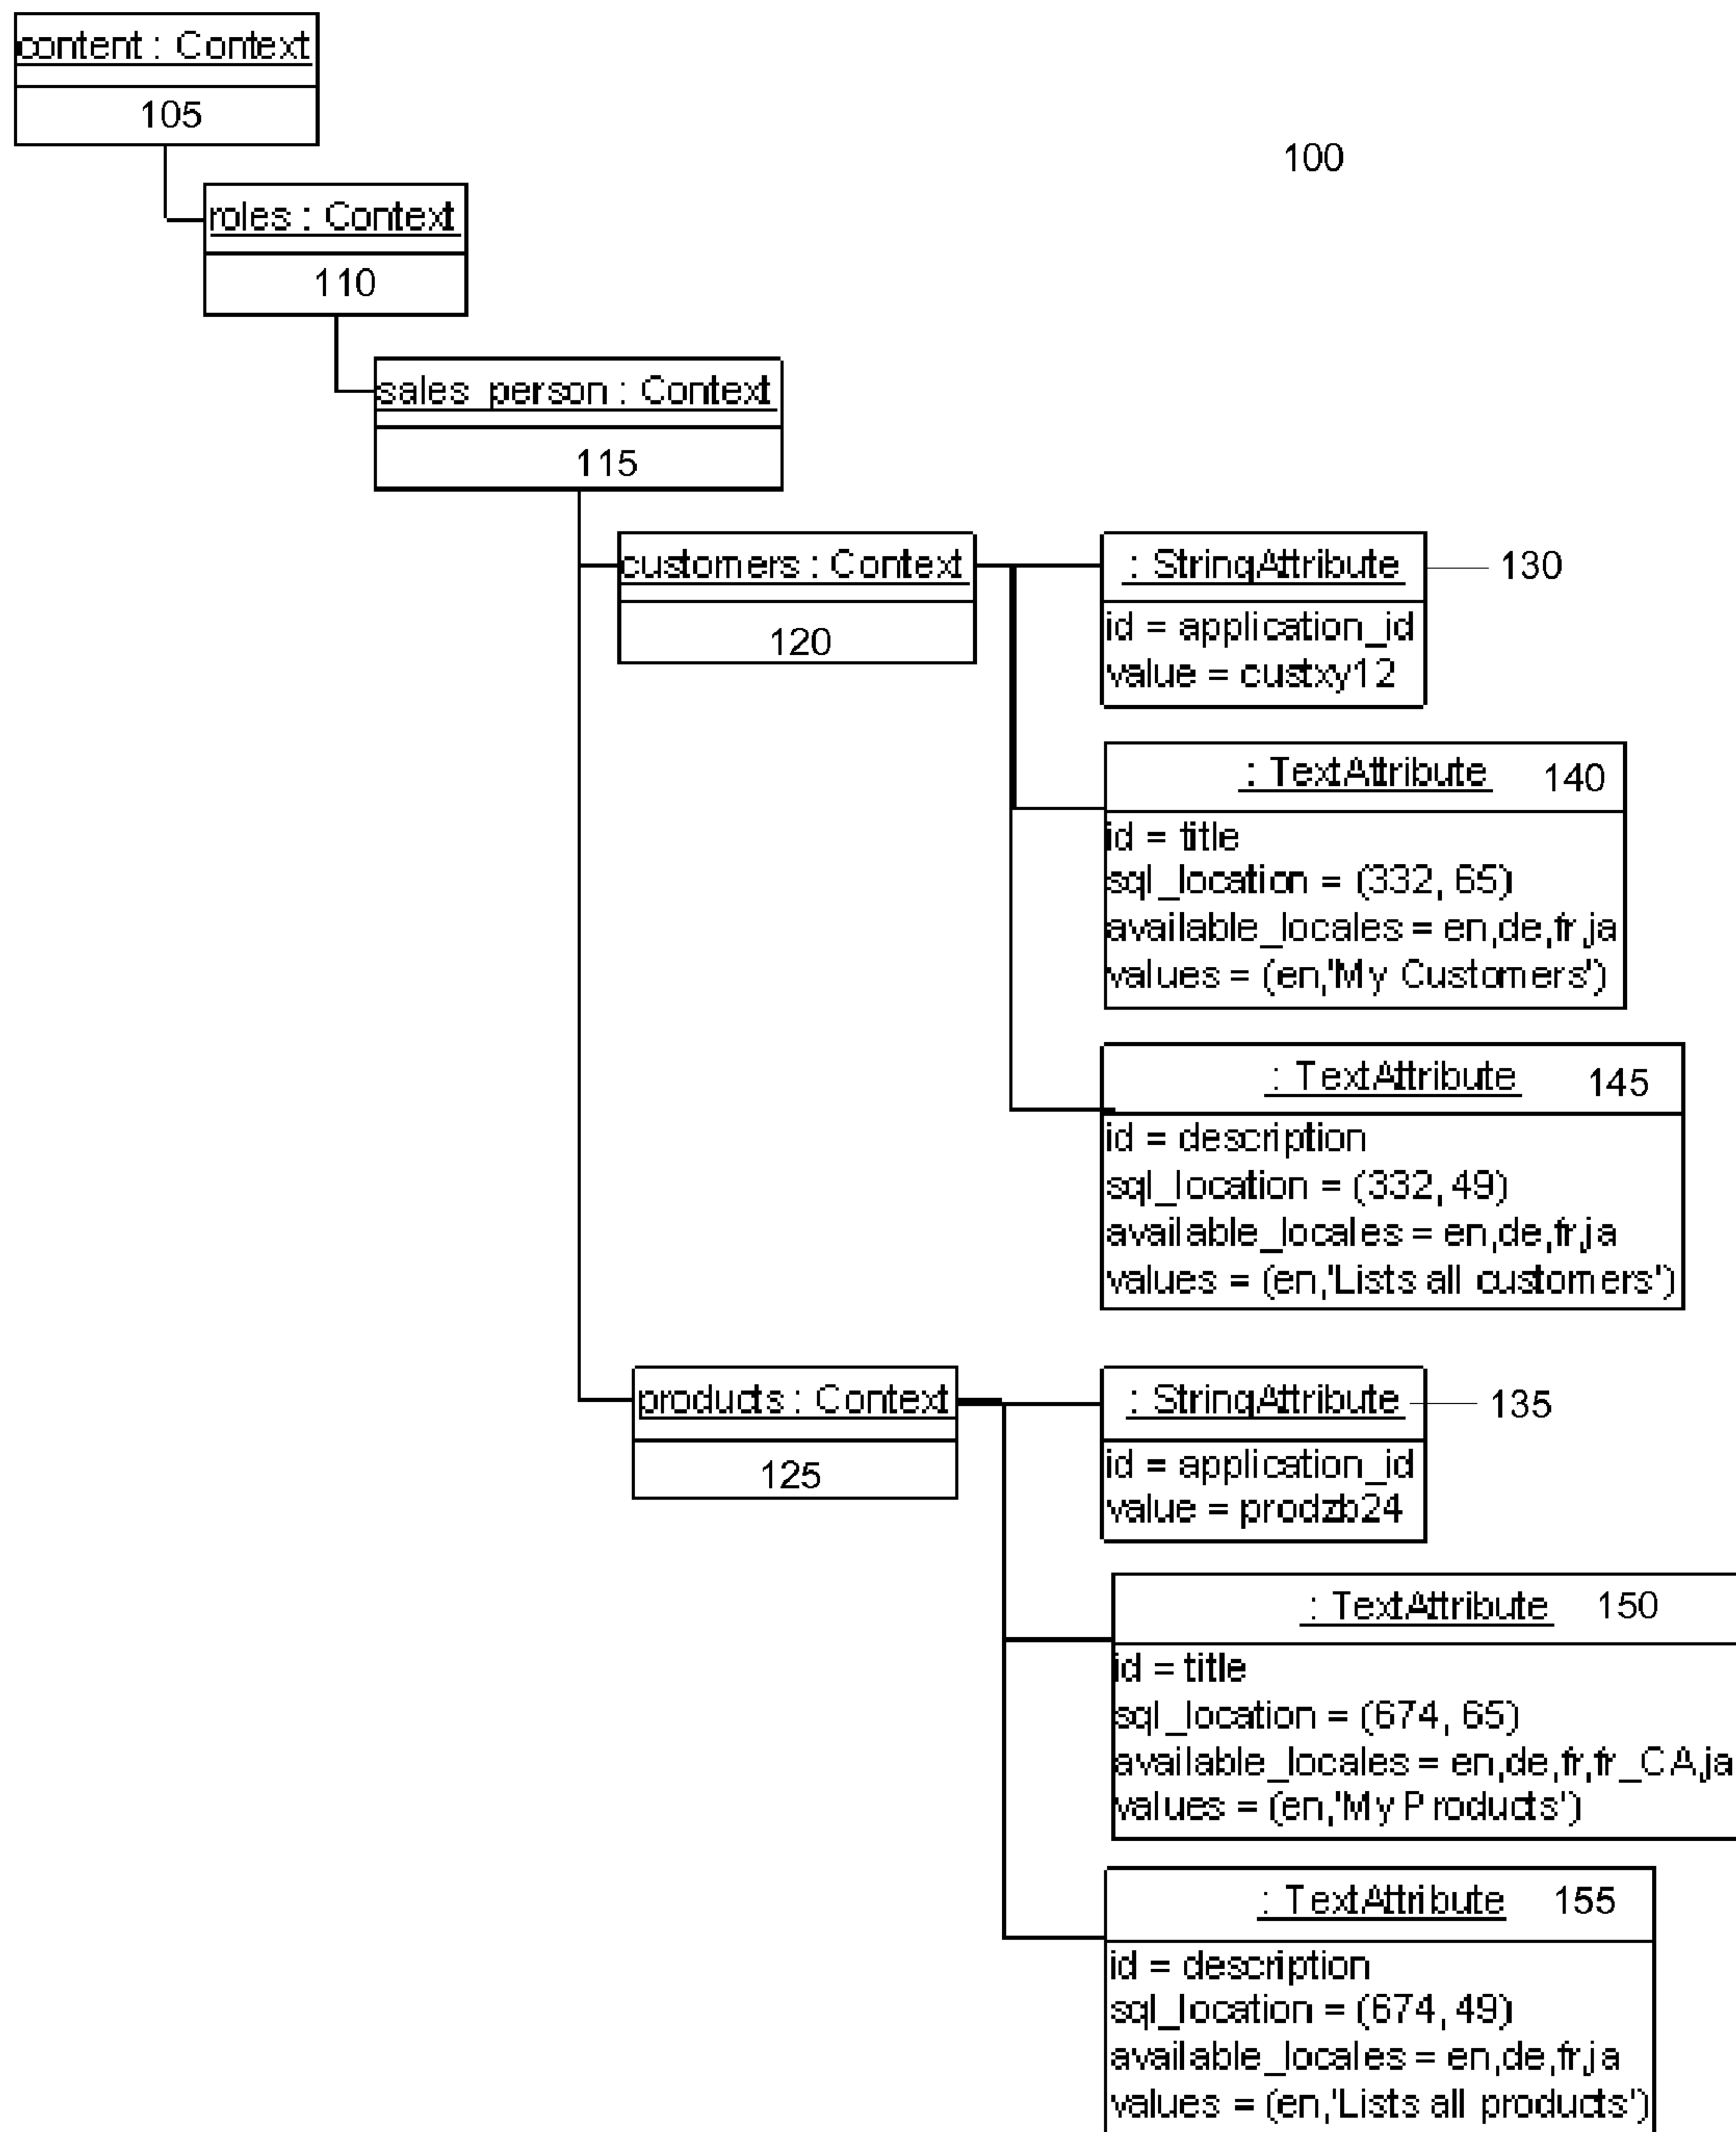 content : Context
105
100
roles : Context
110
sales_person : Context
115
customers : Context
120
: StringAttribute
130
id = application_id
value = custxy12
: TextAttribute 140
id = title
sql_location = (332, 65)
available_locales = en,de,fr,ja
values = (en,'My Customers')
: TextAttribute 145
id = description
sql_location = (332, 49)
available_locales = en,de,fr,ja
values = (en,'Lists all customers')
products : Context
125
: StringAttribute
135
id = application_id
value = prodzb24
: TextAttribute 150
id = title
sql_location = (674, 65)
available_locales = en,de,fr,fr_CA,ja
values = (en,'My Products')
: TextAttribute 155
id = description
sql_location = (674, 49)
available_locales = en,de,fr,ja
values = (en,'Lists all products')